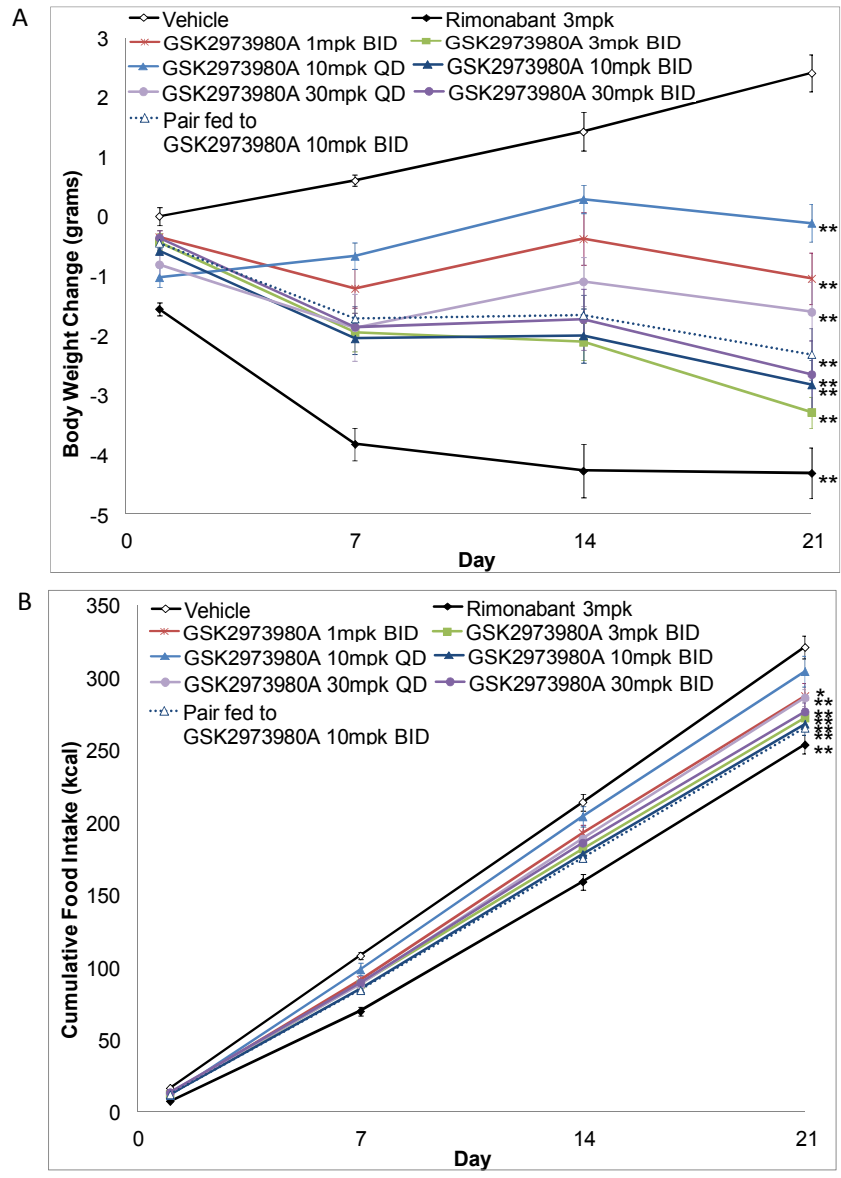 A
Vehicle
Rimonabant 3mpk
GSK2973980A 1mpk BID
GSK2973980A 3mpk BID
GSK2973980A 10mpk QD
GSK2973980A 10mpk BID
GSK2973980A 30mpk QD
GSK2973980A 30mpk BID
Pair fed to
GSK2973980A 10mpk BID
Body Weight Change (grams)
3
2
1
0
-1
-2
-3
-4
-5
**
**
**
**
**
**
**
**
0
7
14
21
Day
B
Vehicle
Rimonabant 3mpk
GSK2973980A 1mpk BID
GSK2973980A 3mpk BID
GSK2973980A 10mpk QD
GSK2973980A 10mpk BID
GSK2973980A 30mpk QD
GSK2973980A 30mpk BID
Pair fed to
GSK2973980A 10mpk BID
Cumulative Food Intake (kcal)
350
300
250
200
150
100
50
0
*
**
**
**
**
**
**
0
7
14
21
Day